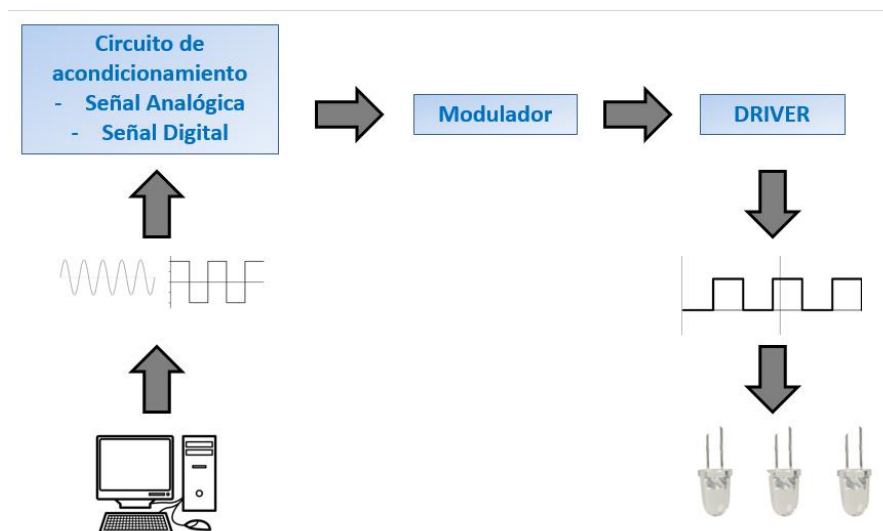 Circuito de
acondicionamiento
- Señal Analógica
- Señal Digital
Modulador
DRIVER